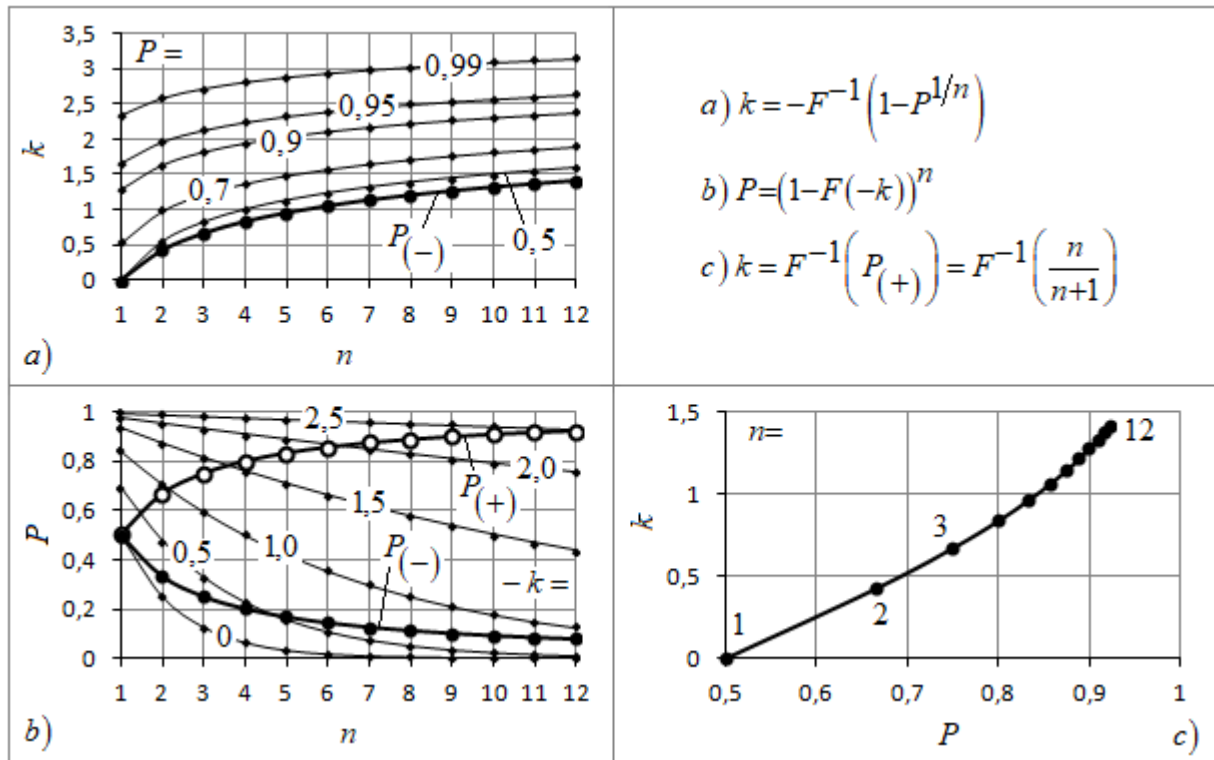 3,5
3
2,5
2
1,5
1
0,5
0
k
P =
0,99
0,95
0,9
0,7
P(−)
0,5
1 2 3 4 5 6 7 8 9 10 11 12
a) n
a) k = −F⁻¹(1−P^(1/n))
b) P=(1−F(−k))ⁿ
c) k = F⁻¹(P(+)) = F⁻¹(n/(n+1))
1
0,8
0,6
0,4
0,2
0
P
2,5
2,0
P(+)
1,5
1,0
0,5
P(−)
− k =
0
1 2 3 4 5 6 7 8 9 10 11 12
b) n
1,5
1
0,5
0
k
n=
12
3
2
1
0,5 0,6 0,7 0,8 0,9 1
P c)